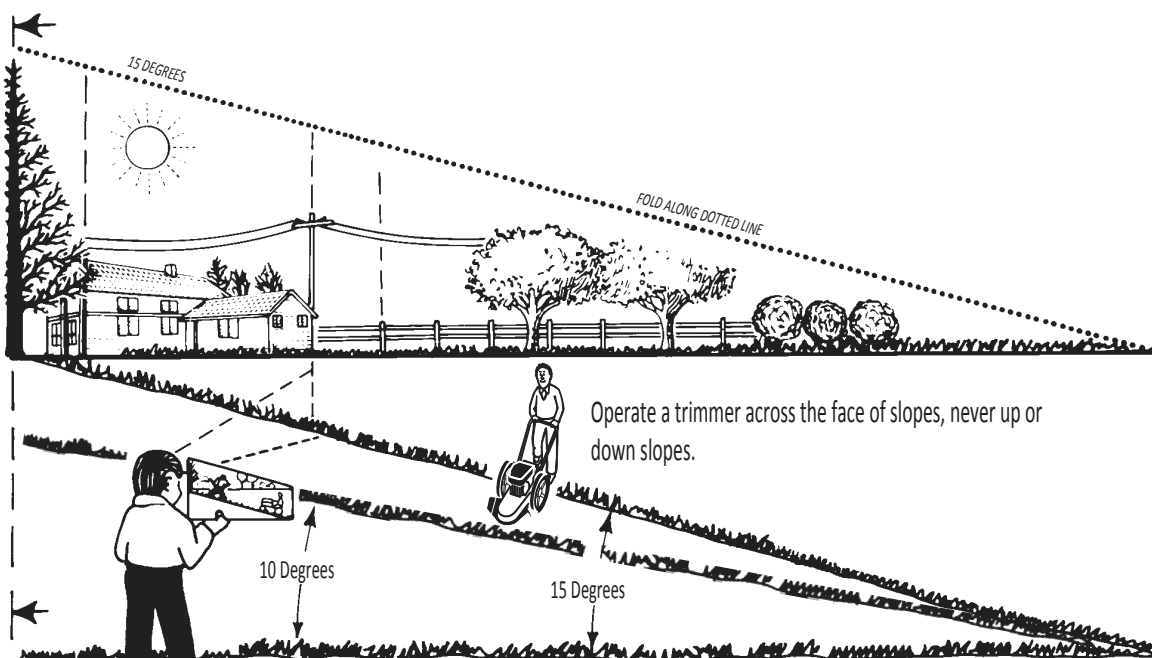 15 DEGREES
FOLD ALONG DOTTED LINE
Operate a trimmer across the face of slopes, never up or
down slopes.
10 Degrees
15 Degrees